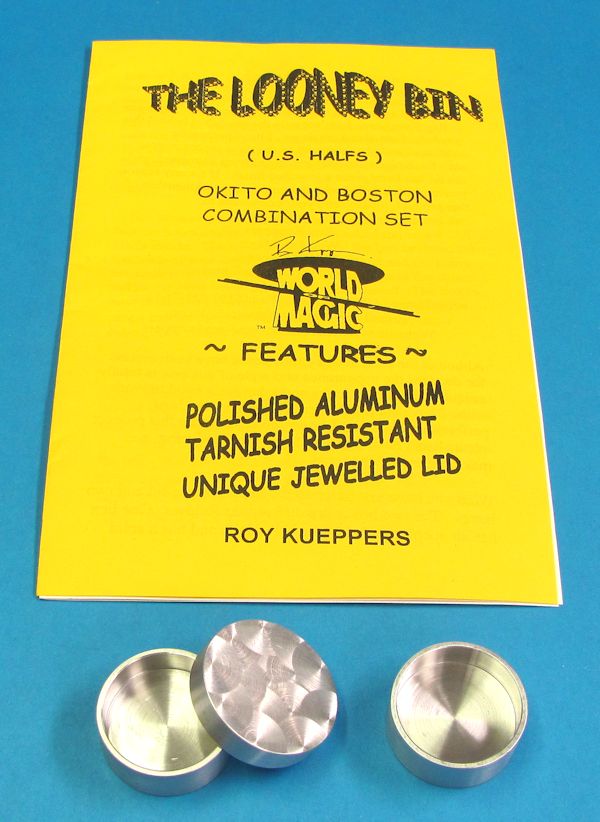 THE LOONEY BIN
( U.S. HALFS )
OKITO AND BOSTON
COMBINATION SET
WORLD
MAGIC
™
~ FEATURES ~
POLISHED ALUMINUM
TARNISH RESISTANT
UNIQUE JEWELLED LID
ROY KUEPPERS